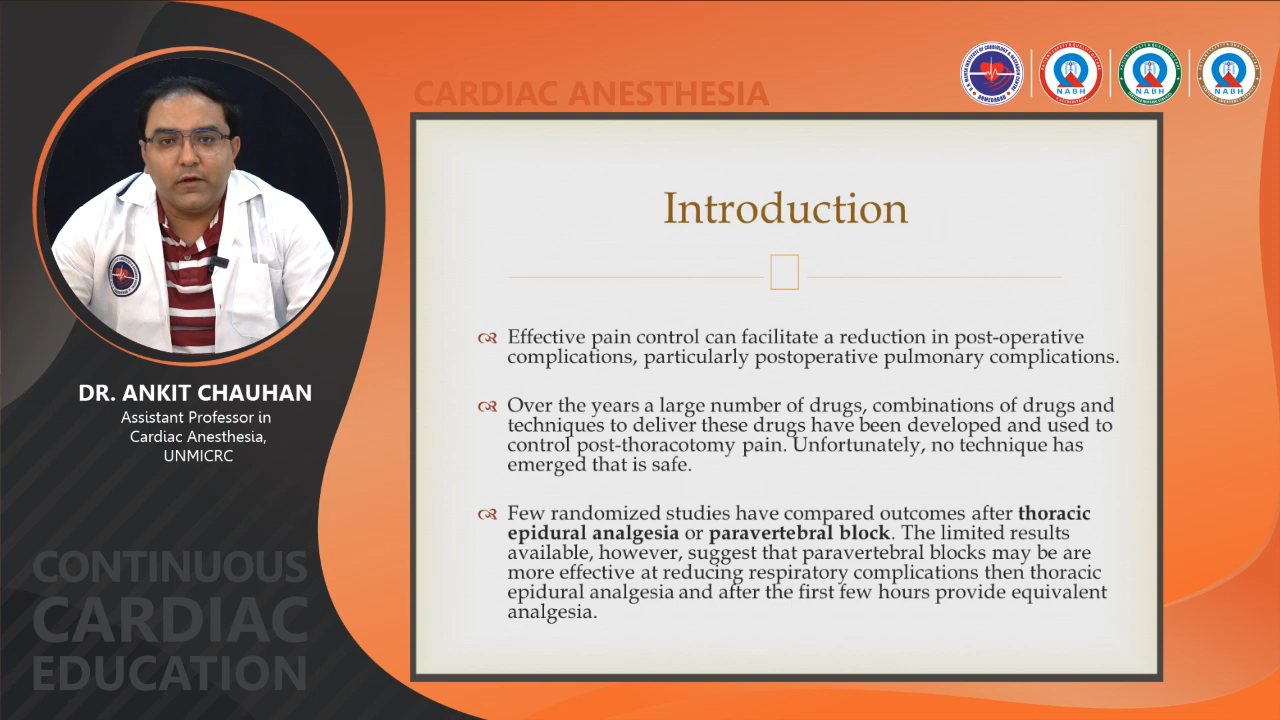 CARDIAC ANESTHESIA
NABH
NABH
NABH
Introduction
Effective pain control can facilitate a reduction in post-operative
complications, particularly postoperative pulmonary complications.
Over the years a large number of drugs, combinations of drugs and
techniques to deliver these drugs have been developed and used to
control post-thoracotomy pain. Unfortunately, no technique has
emerged that is safe.
Few randomized studies have compared outcomes after thoracic
epidural analgesia or paravertebral block. The limited results
available, however, suggest that paravertebral blocks may be are
more effective at reducing respiratory complications then thoracic
epidural analgesia and after the first few hours provide equivalent
analgesia.
DR. ANKIT CHAUHAN
Assistant Professor in
Cardiac Anesthesia,
UNMICRC
CONTINUOUS
CARDIAC
EDUCATION